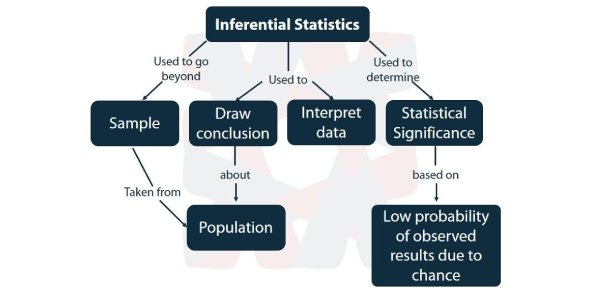 Inferential Statistics
Used to go
beyond
Used to
Used to
determine
Sample
Draw
conclusion
Interpret
data
Statistical
Significance
Taken from
about
based on
Population
Low probability
of observed
results due to
chance